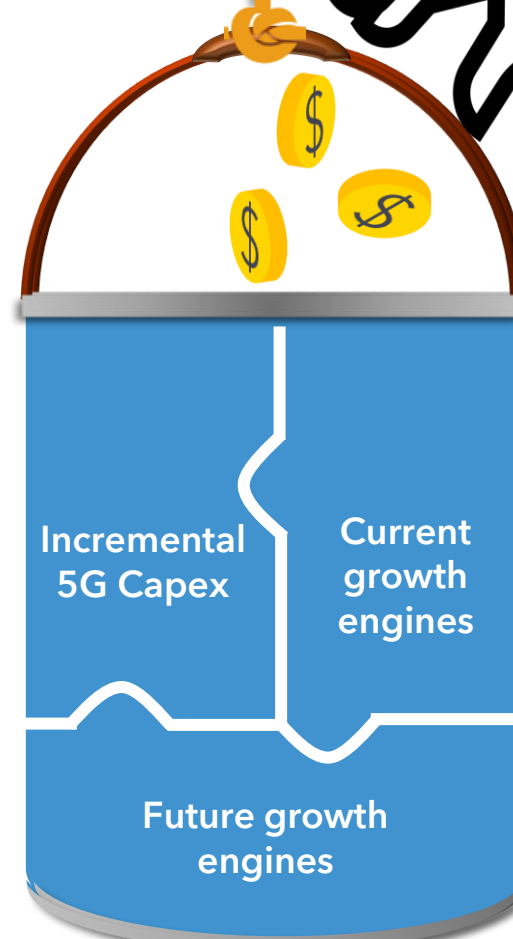 $
$
$
Incremental
5G Capex
Current
growth
engines
Future growth
engines